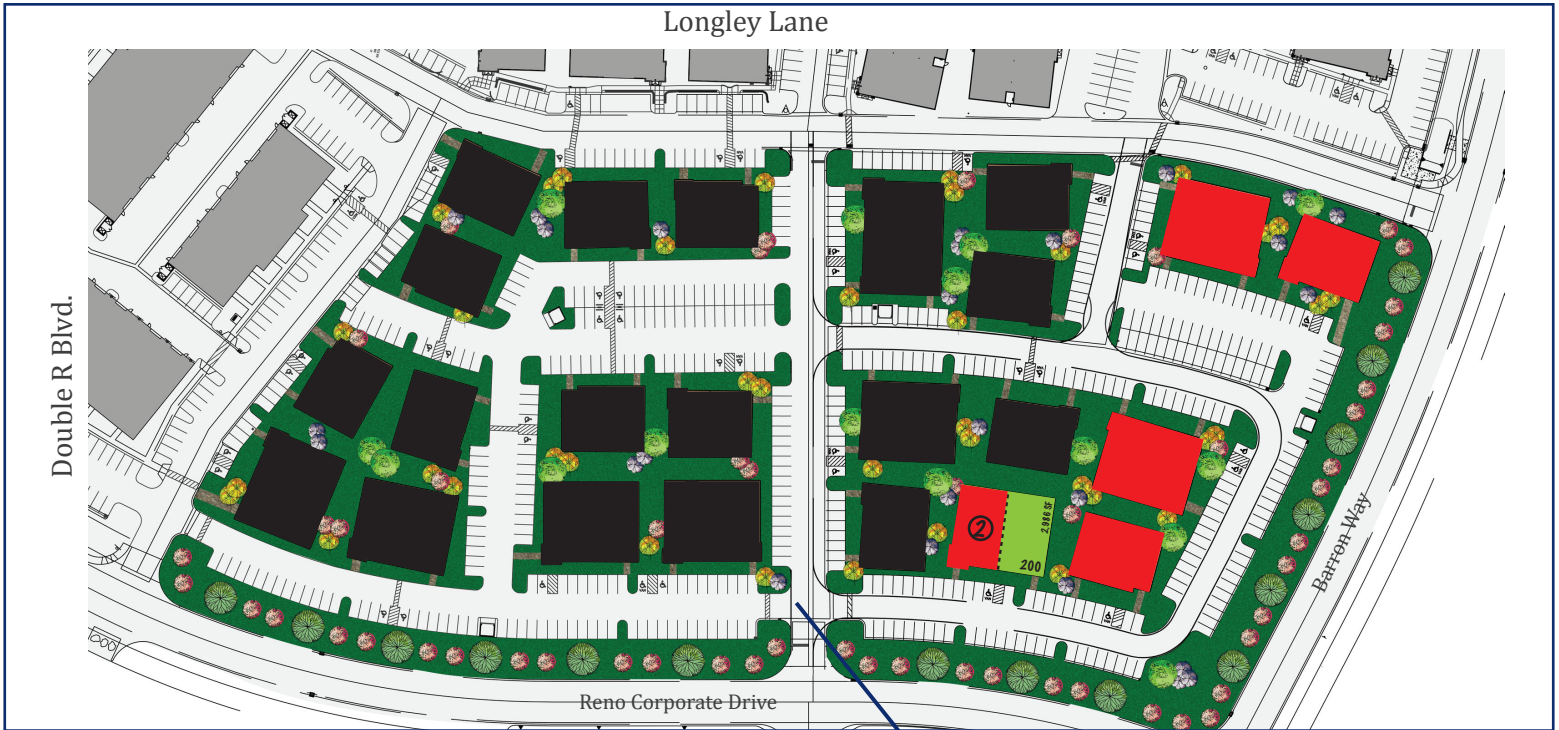 Longley Lane
Double R Blvd.
2
2,986 SF
200
Barron Way
Reno Corporate Drive